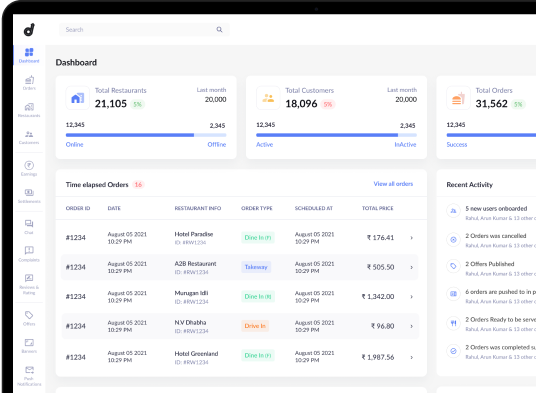 Search
Dashboard
Dashboard
Orders
Restaurants
Customers
Earnings
Settlements
Chat
Complaints
Reviews & Rating
Offers
Banners
Push Notifications
Total Restaurants
21,105 5%
Last month
20,000
12,345 2,345
Online Offline
Total Customers
18,096 5%
Last month
20,000
12,345 2,345
Active InActive
Total Orders
31,562 5%
12,345
Success
Time elapsed Orders 16 View all orders
ORDER ID DATE RESTAURANT INFO ORDER TYPE SCHEDULED AT TOTAL PRICE
#1234 August 05 2021 10:29 PM Hotel Paradise ID: #RW1234 Dine In August 05 2021 10:29 PM ₹ 176.41
#1234 August 05 2021 10:29 PM A2B Restaurant ID: #RW1234 Takeway August 05 2021 10:29 PM ₹ 505.50
#1234 August 05 2021 10:29 PM Murugan Idli ID: #RW1234 Dine In August 05 2021 10:29 PM ₹ 1,342.00
#1234 August 05 2021 10:29 PM N.V Dhabha ID: #RW1234 Drive In August 05 2021 10:29 PM ₹ 96.80
#1234 August 05 2021 10:29 PM Hotel Greenland ID: #RW1234 Dine In August 05 2021 10:29 PM ₹ 1,987.56
Recent Activity
5 new users onboarded
Rahul, Arun Kumar & 13 other
2 Orders was cancelled
Rahul, Arun Kumar & 13 other
2 Offers Published
Rahul, Arun Kumar & 13 other
6 orders are pushed to in p
Rahul, Arun Kumar & 13 other
2 Orders Ready to be serve
Rahul, Arun Kumar & 13 other
2 Orders was completed su
Rahul, Arun Kumar & 13 other